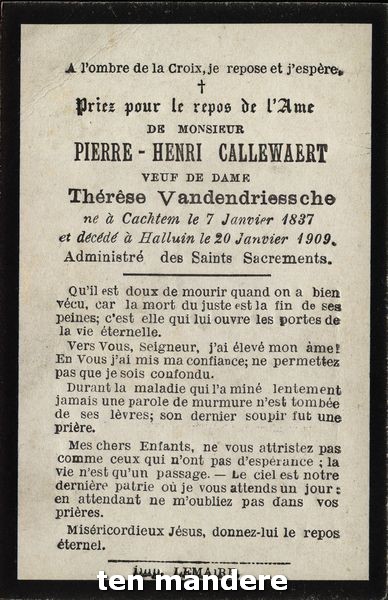 A l'ombre de la Croix, je repose et j'espère.
†
Priez pour le repos de l'Ame
DE MONSIEUR
PIERRE - HENRI CALLEWAERT
VEUF DE DAME
Thérêse Vandendriessche
ne à Cachtem le 7 Janvier 1837
et décédé à Halluin le 20 Janvier 1909.
Administré des Saints Sacrements.
Qu'il est doux de mourir quand on a bien
vécu, car la mort du juste est la fin de ses
peines; c'est elle qui lui ouvre les portes de
la vie éternelle.
Vers Vous, Seigneur, j'ai élevé mon àme!
En Vous j'ai mis ma confiance; ne permettez
pas que je sois confondu.
Durant la maladie qui l'a miné lentement
jamais une parole de murmure n'est tombée
de ses lèvres; son dernier soupir fut une
prière.
Mes chers Enfants, ne vous attristez pas
comme ceux qui n'ont pas d'espérance ; la
vie n'est qu'un passage. — Le ciel est notre
dernière patrie où je vous attends un jour :
en attendant ne m'oubliez pas dans vos
prières.
Miséricordieux Jésus, donnez-lui le repos
éternel.
ten mandere